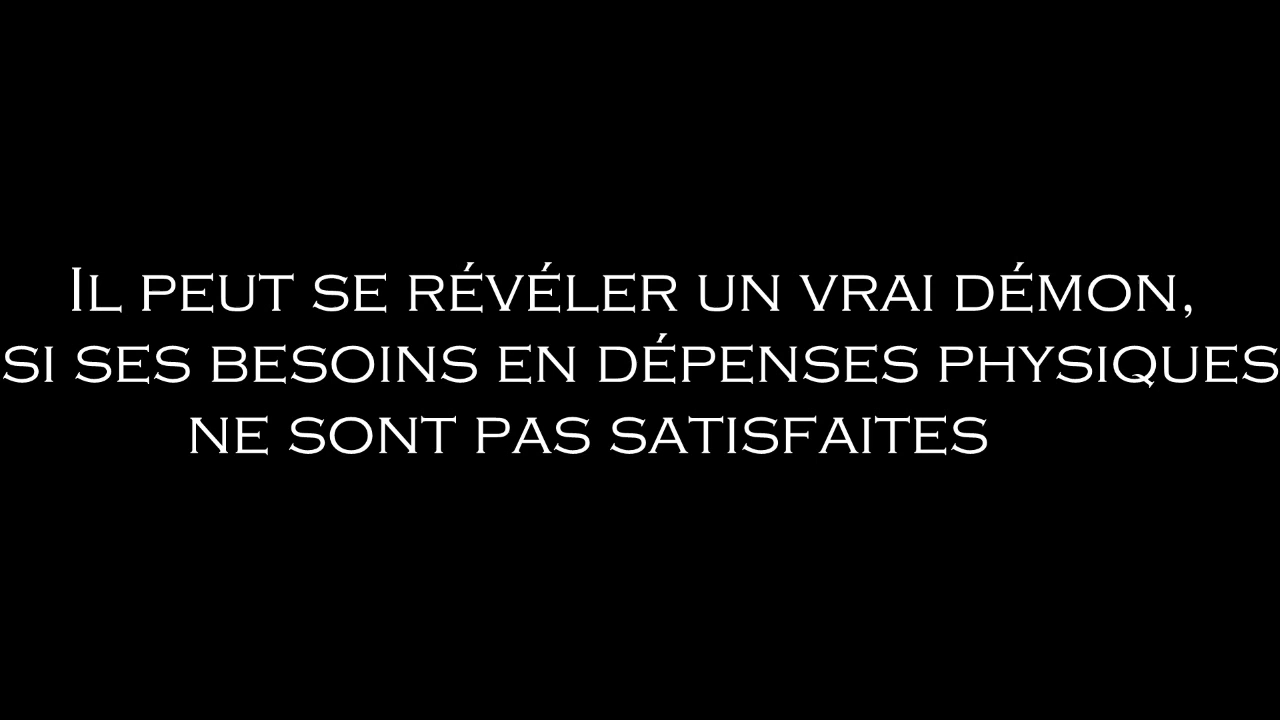 Il peut se révéler un vrai démon,
si ses besoins en dépenses physiques
ne sont pas satisfaites